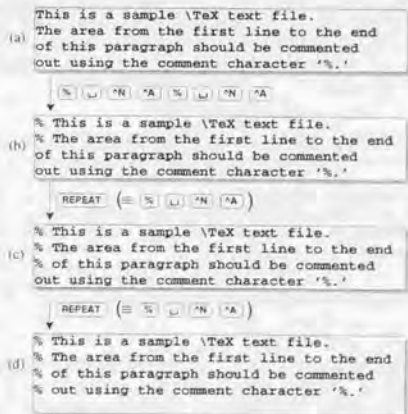 This is a sample \TeX text file.
(a) The area from the first line to the end
of this paragraph should be commented
out using the comment character '%.'
% ␣ ^N ^A % ␣ ^N ^A
% This is a sample \TeX text file.
(b) % The area from the first line to the end
of this paragraph should be commented
out using the comment character '%.'
REPEAT (≡ % ␣ ^N ^A)
% This is a sample \TeX text file.
% The area from the first line to the end
(c) % of this paragraph should be commented
out using the comment character '%.'
REPEAT (≡ % ␣ ^N ^A)
% This is a sample \TeX text file.
% The area from the first line to the end
(d) % of this paragraph should be commented
% out using the comment character '%.'